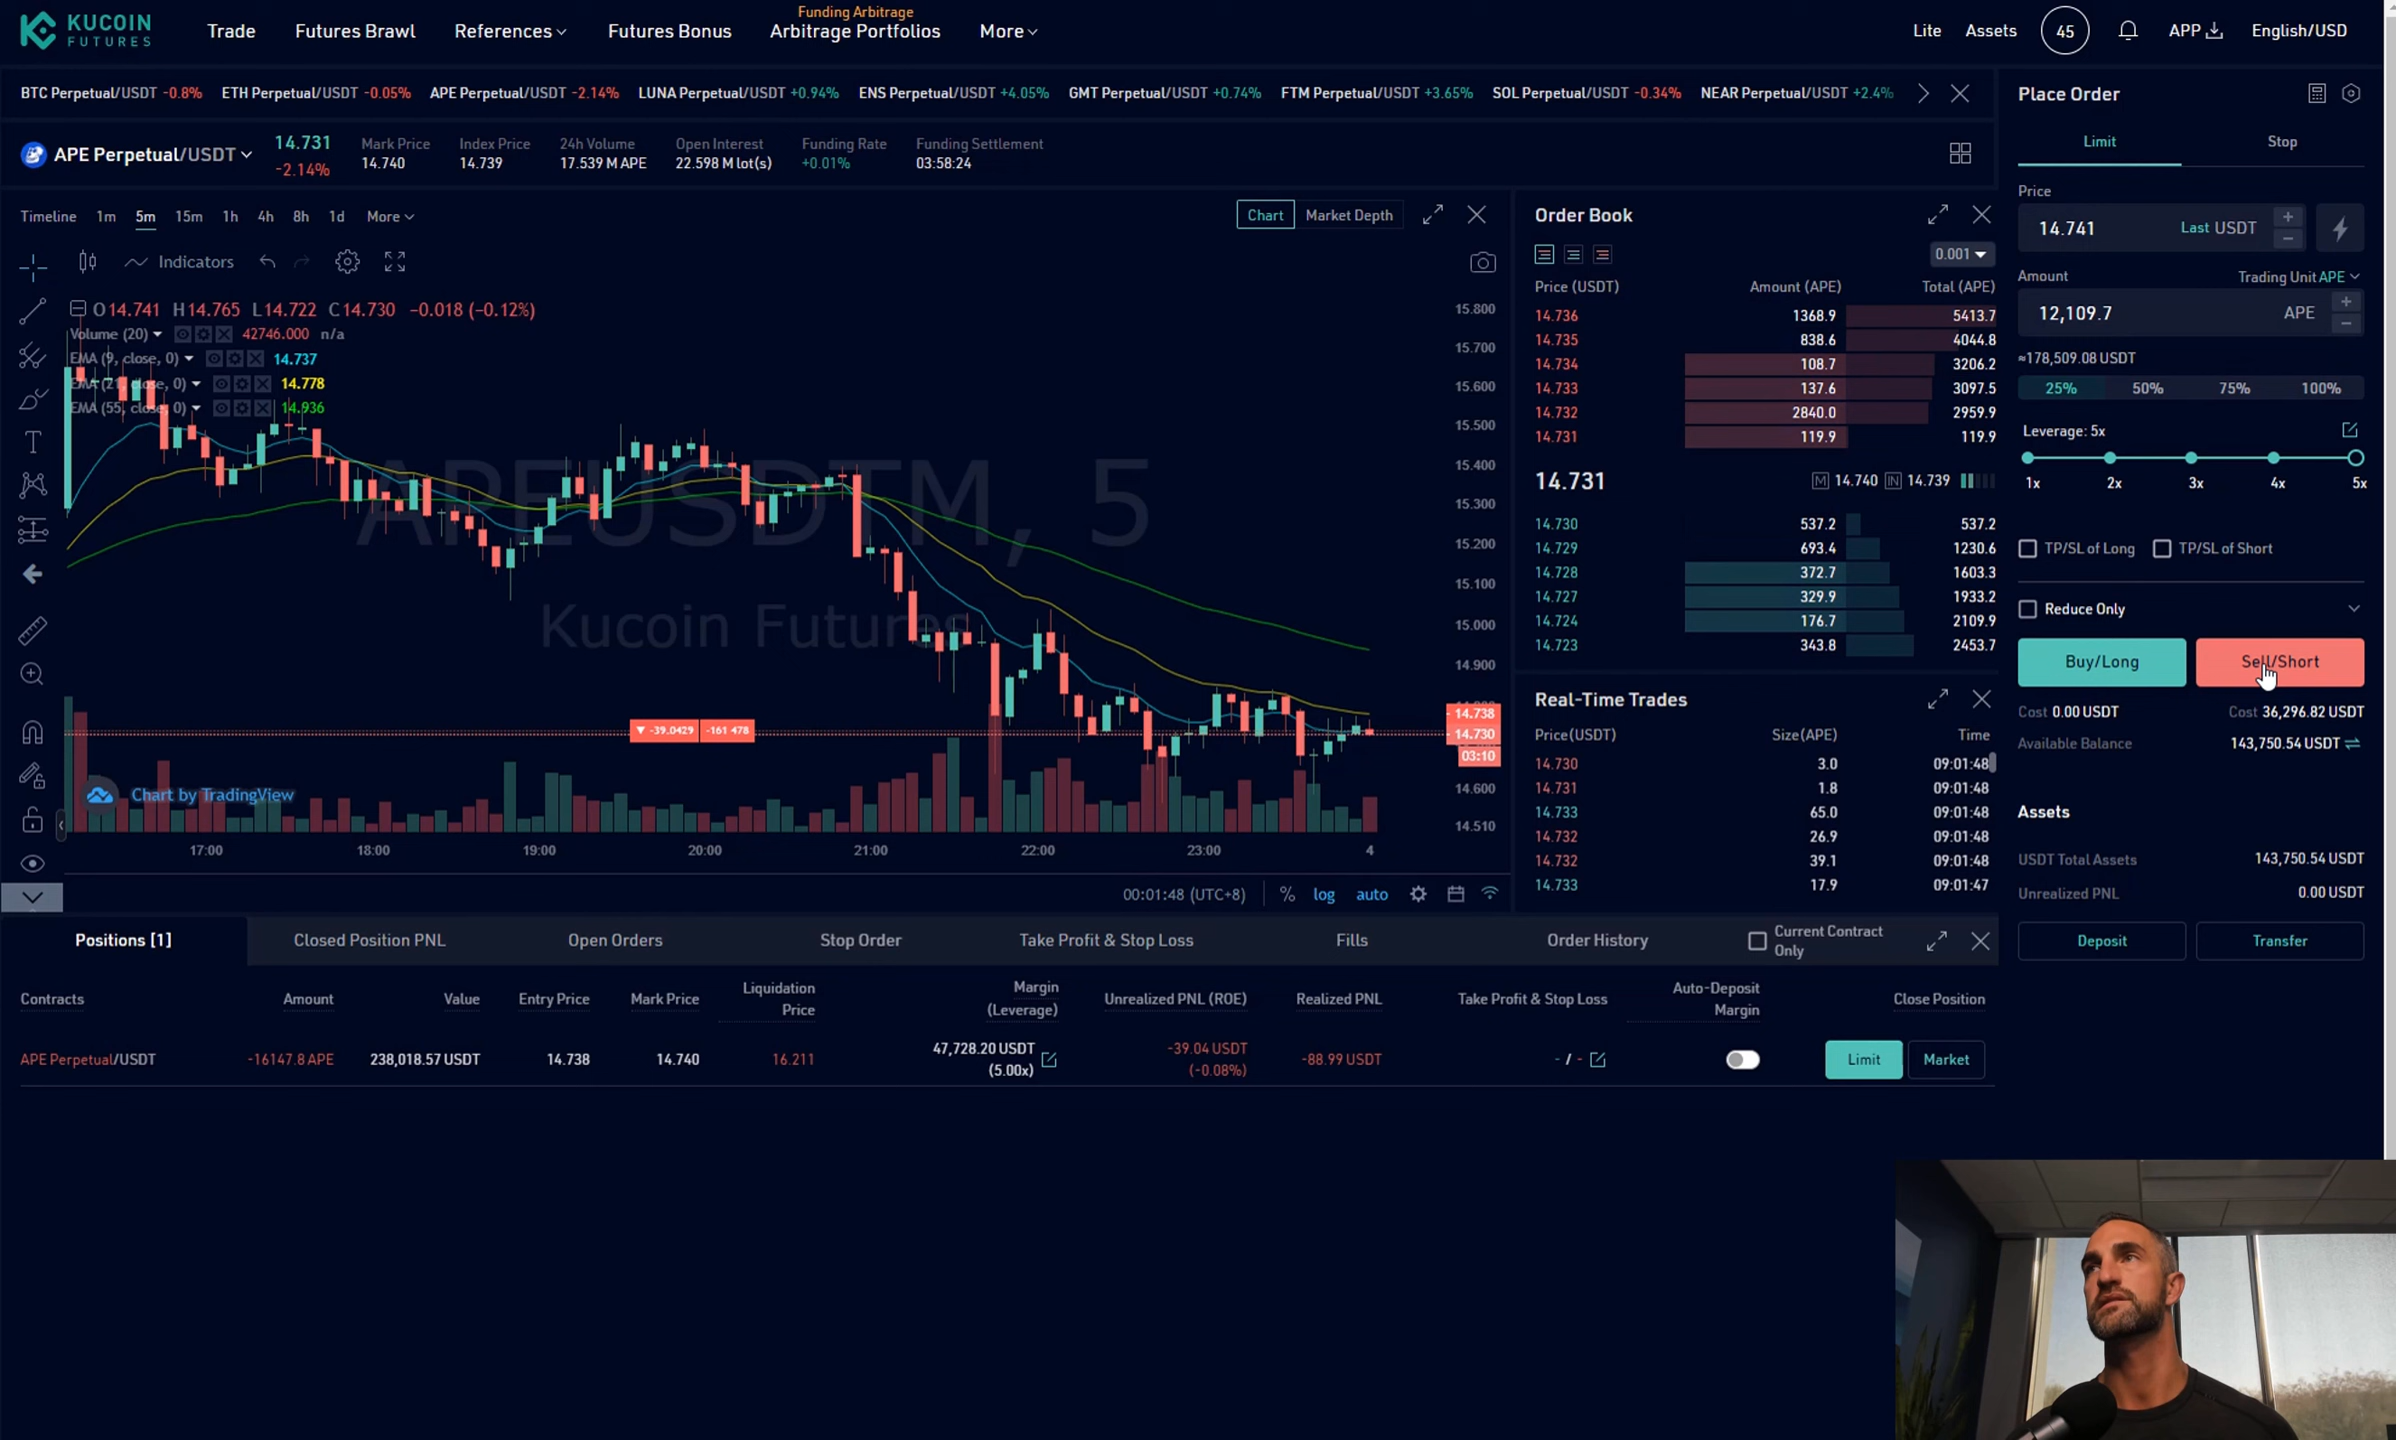 KUCOIN
FUTURES
Trade
Futures Brawl
References
Futures Bonus
Funding Arbitrage
Arbitrage Portfolios
More
Lite
Assets
45
APP
English/USD
BTC Perpetual/USDT -0.8%
ETH Perpetual/USDT -0.05%
APE Perpetual/USDT -2.14%
LUNA Perpetual/USDT +0.94%
ENS Perpetual/USDT +4.05%
GMT Perpetual/USDT +0.74%
FTM Perpetual/USDT +3.65%
SOL Perpetual/USDT -0.34%
NEAR Perpetual/USDT +2.4%
APE Perpetual/USDT
14.731
-2.14%
Mark Price
14.740
Index Price
14.739
24h Volume
17.539 M APE
Open Interest
22.598 M lot(s)
Funding Rate
+0.01%
Funding Settlement
03:58:24
Timeline 1m 5m 15m 1h 4h 8h 1d More
Chart
Market Depth
Indicators
O14.741 H14.765 L14.722 C14.730 -0.018 (-0.12%)
Volume (20) 42746.000 n/a
EMA (9, close, 0) 14.737
EMA (21, close, 0) 14.778
EMA (55, close, 0) 14.936
APEUSDTM, 5
Kucoin Futures
15.800
15.700
15.600
15.500
15.400
15.300
15.200
15.100
15.000
14.900
14.738
14.730
03:10
14.600
14.510
-39.0429 -161 478
Chart by TradingView
17:00 18:00 19:00 20:00 21:00 22:00 23:00 4
00:01:48 (UTC+8) % log auto
Order Book
0.001
Price (USDT) Amount (APE) Total (APE)
14.736 1368.9 5413.7
14.735 838.6 4044.8
14.734 108.7 3206.2
14.733 137.6 3097.5
14.732 2840.0 2959.9
14.731 119.9 119.9
14.731 M 14.740 IN 14.739
14.730 537.2 537.2
14.729 693.4 1230.6
14.728 372.7 1603.3
14.727 329.9 1933.2
14.724 176.7 2109.9
14.723 343.8 2453.7
Real-Time Trades
Price(USDT) Size(APE) Time
14.730 3.0 09:01:48
14.731 1.8 09:01:48
14.733 65.0 09:01:48
14.732 26.9 09:01:48
14.732 39.1 09:01:48
14.733 17.9 09:01:47
Place Order
Limit
Stop
Price
14.741 Last USDT
Amount
Trading Unit APE
12,109.7 APE
≈178,509.08 USDT
25% 50% 75% 100%
Leverage: 5x
1x 2x 3x 4x 5x
TP/SL of Long
TP/SL of Short
Reduce Only
Buy/Long
Sell/Short
Cost 0.00 USDT
Cost 36,296.82 USDT
Available Balance 143,750.54 USDT
Assets
USDT Total Assets 143,750.54 USDT
Unrealized PNL 0.00 USDT
Deposit
Transfer
Positions [1]
Closed Position PNL
Open Orders
Stop Order
Take Profit & Stop Loss
Fills
Order History
Current Contract
Only
Contracts
Amount
Value
Entry Price
Mark Price
Liquidation
Price
Margin
(Leverage)
Unrealized PNL (ROE)
Realized PNL
Take Profit & Stop Loss
Auto-Deposit
Margin
Close Position
APE Perpetual/USDT
-16147.8 APE
238,018.57 USDT
14.738
14.740
16.211
47,728.20 USDT
(5.00x)
-39.04 USDT
(-0.08%)
-88.99 USDT
- / -
Limit
Market